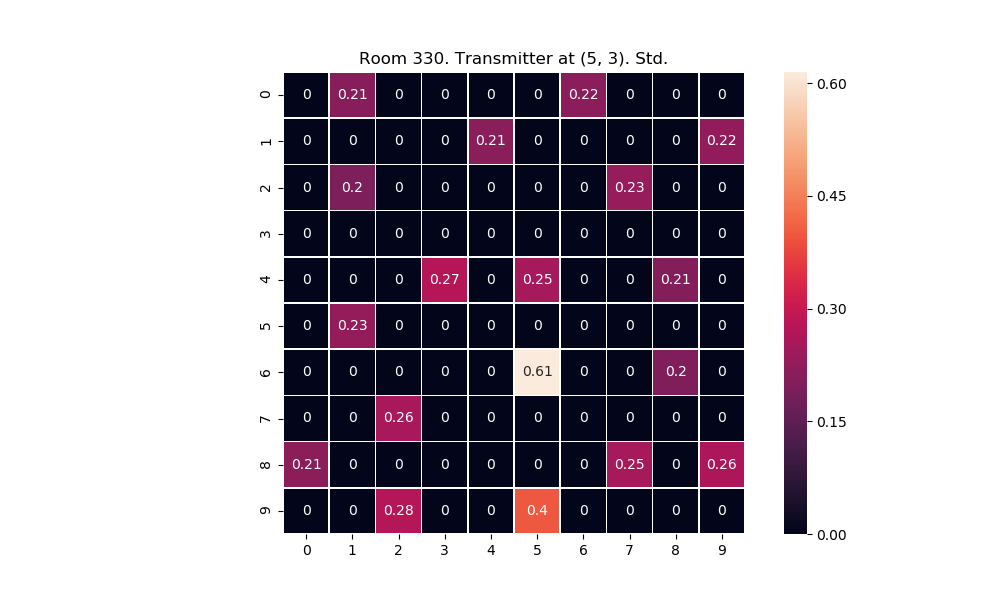 Room 330. Transmitter at (5, 3). Std.
0 0 0.21 0 0 0 0 0.22 0 0 0
1 0 0 0 0 0.21 0 0 0 0 0.22
2 0 0.2 0 0 0 0 0 0.23 0 0
3 0 0 0 0 0 0 0 0 0 0
4 0 0 0 0.27 0 0.25 0 0 0.21 0
5 0 0.23 0 0 0 0 0 0 0 0
6 0 0 0 0 0 0.61 0 0 0.2 0
7 0 0 0.26 0 0 0 0 0 0 0
8 0.21 0 0 0 0 0 0 0.25 0 0.26
9 0 0 0.28 0 0 0.4 0 0 0 0
0 1 2 3 4 5 6 7 8 9
0.60
0.45
0.30
0.15
0.00